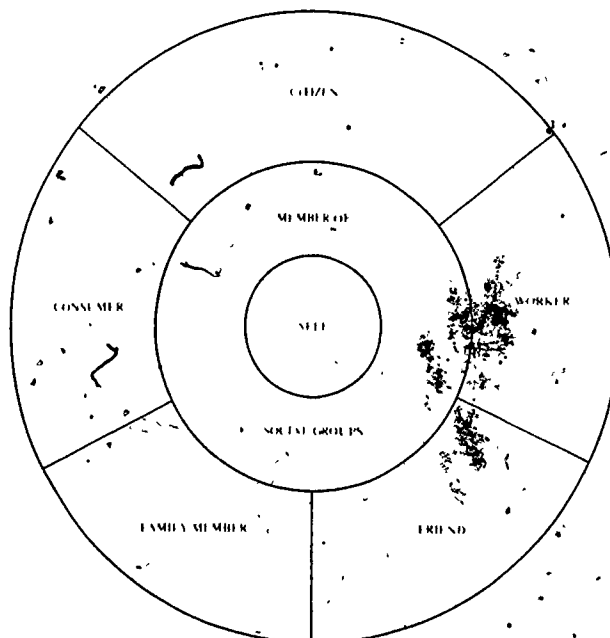 CITIZEN
MEMBER OF
CONSUMER
SELF
WORKER
SOCIAL GROUPS
FAMILY MEMBER
FRIEND